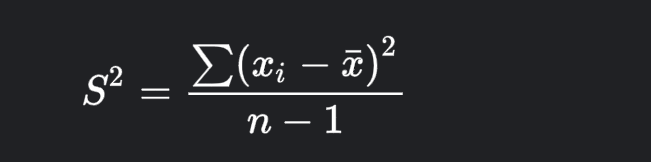 S² = ∑(xᵢ − x̄)² / (n − 1)